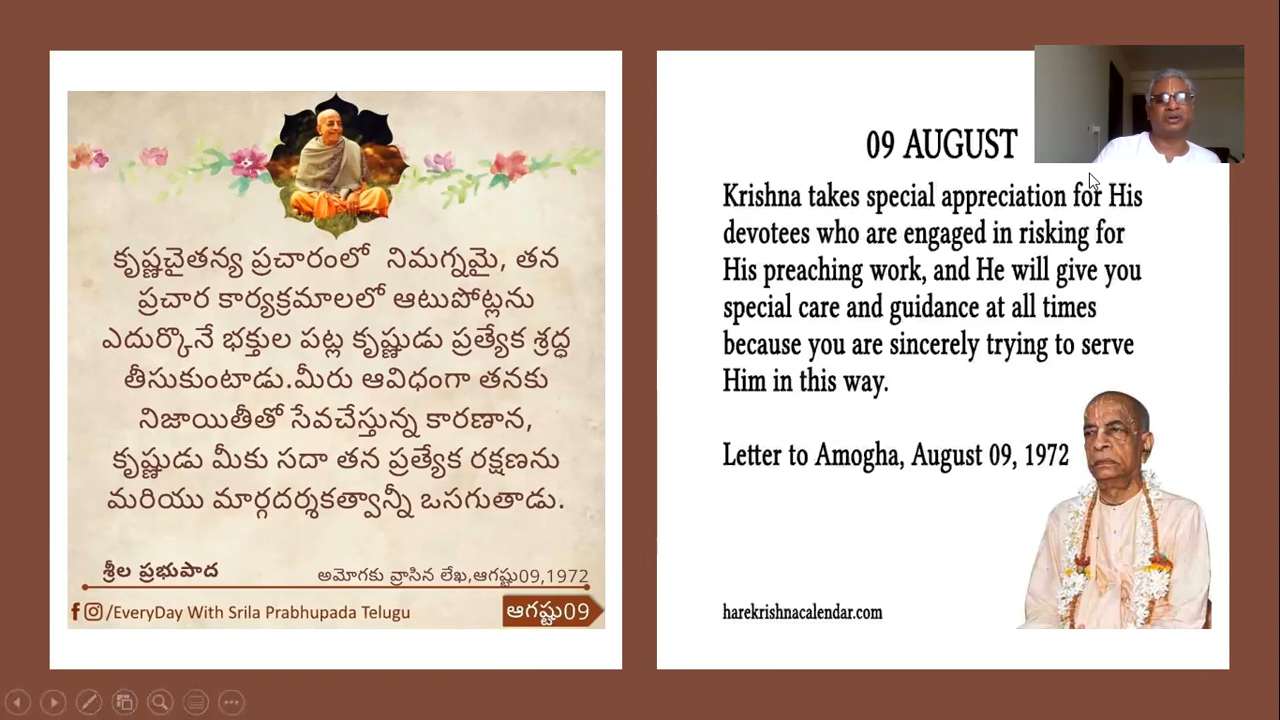 కృష్ణచైతన్య ప్రచారంలో నిమగ్నమై, తన
ప్రచార కార్యక్రమాలలో ఆటుపోట్లను
ఎదుర్కొనే భక్తుల పట్ల కృష్ణుడు ప్రత్యేక శ్రద్ధ
తీసుకుంటాడు.మీరు ఆవిధంగా తనకు
నిజాయితీతో సేవచేస్తున్న కారణాన,
కృష్ణుడు మీకు సదా తన ప్రత్యేక రక్షణను
మరియు మార్గదర్శకత్వాన్నీ ఒసగుతాడు.
శ్రీల ప్రభుపాద
అమోగకు వ్రాసిన లేఖ,ఆగష్టు09,1972
/EveryDay With Srila Prabhupada Telugu
ఆగష్టు09
09 AUGUST
Krishna takes special appreciation for His
devotees who are engaged in risking for
His preaching work, and He will give you
special care and guidance at all times
because you are sincerely trying to serve
Him in this way.
Letter to Amogha, August 09, 1972
harekrishnacalendar.com